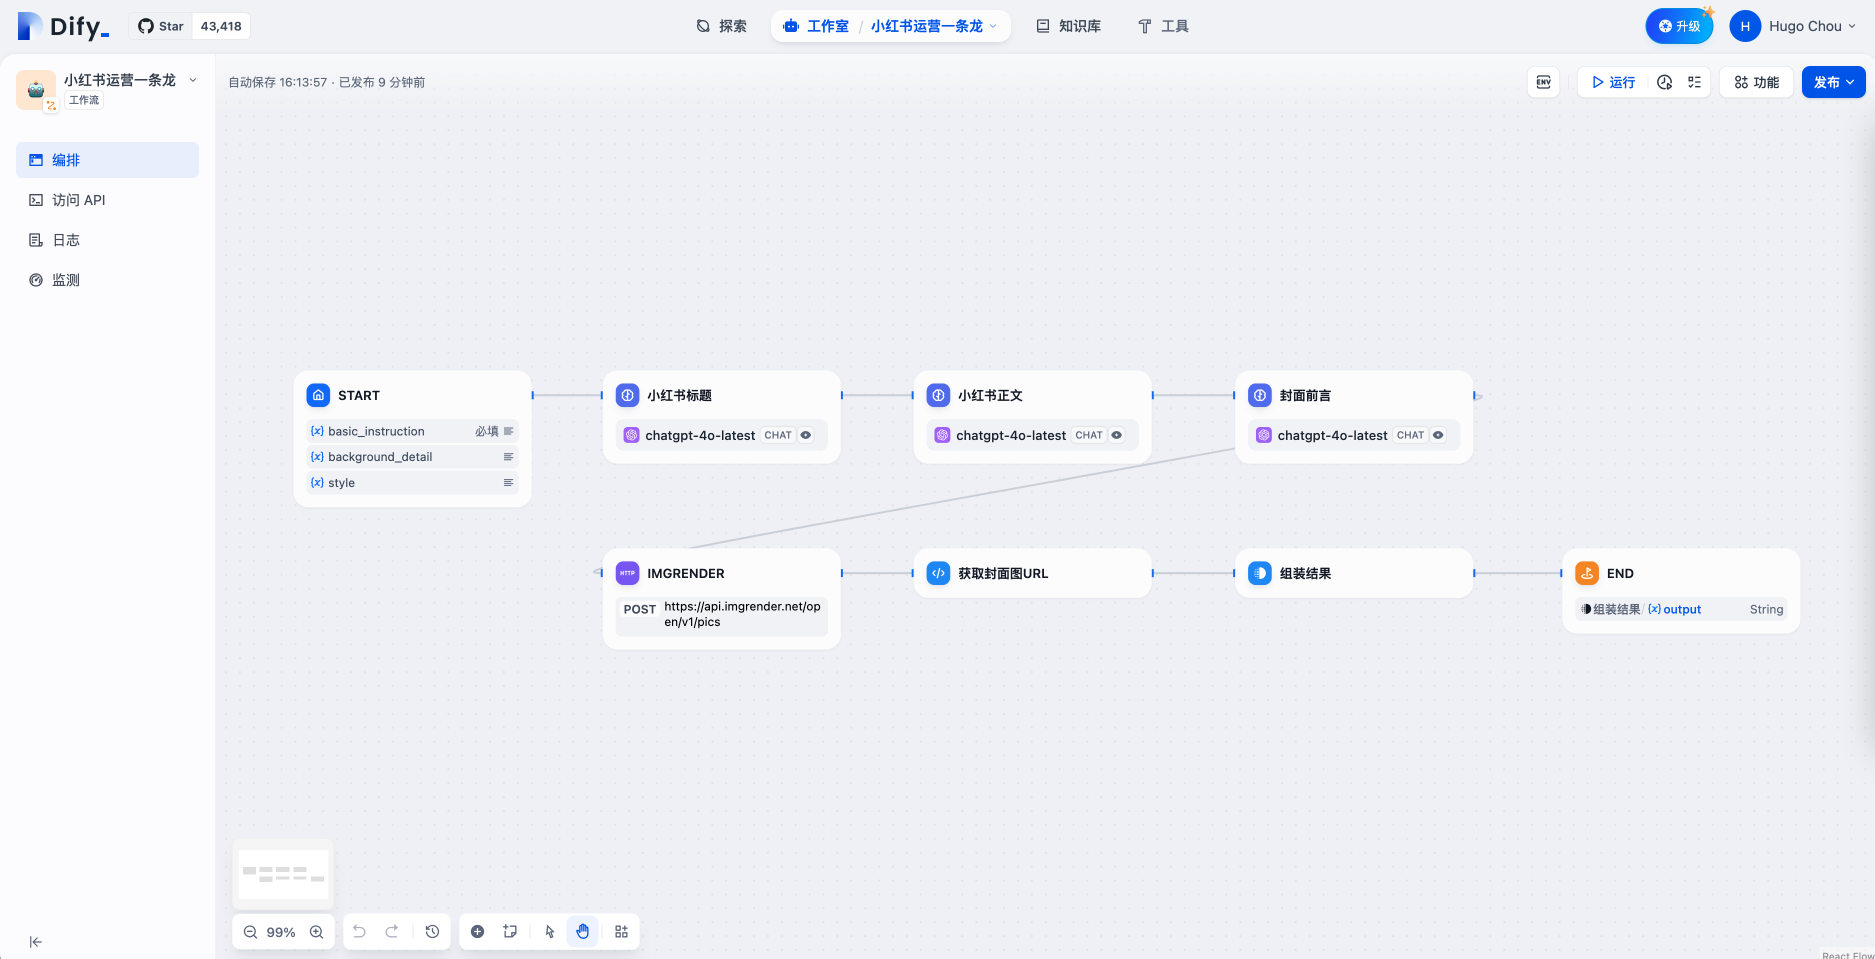 Dify_
Star 43,418
探索
工作室 / 小红书运营一条龙
知识库
工具
升级
H Hugo Chou
小红书运营一条龙
工作流
编排
访问 API
日志
监测
自动保存 16:13:57 · 已发布 9 分钟前
ENV
运行
功能
发布
START
{x} basic_instruction 必填
{x} background_detail
{x} style
小红书标题
chatgpt-4o-latest CHAT
小红书正文
chatgpt-4o-latest CHAT
封面前言
chatgpt-4o-latest CHAT
HTTP IMGRENDER
POST https://api.imgrender.net/op
en/v1/pics
获取封面图URL
组装结果
END
组装结果 / {x} output String
99%
React Flow